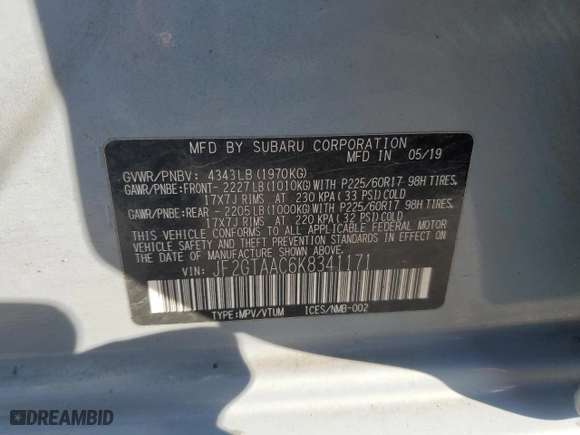 MFD BY SUBARU CORPORATION
MFD IN 05/19
GVWR/PNBV: 4343LB(1970KG)
GAWR/PNBE:FRONT- 2227LB(1010KG)WITH P225/60R17 98H TIRES,
17X7J RIMS AT 230 KPA(33 PSI)COLD
GAWR/PNBE:REAR - 2205LB(1000KG)WITH P225/60R17 98H TIRES,
17X7J RIMS AT 220 KPA(32 PSI)COLD
THIS VEHICLE CONFORMS TO ALL APPLICABLE FEDERAL MOTOR
VEHICLE SAFETY AND THEFT PREVENTION STANDARDS IN EFFECT ON
THE DATE OF MANUFACTURE SHOWN ABOVE.
VIN: JF2GTAAC6K8341171
TYPE:MPV/VTUM ICES/NMB-002
DREAMBID